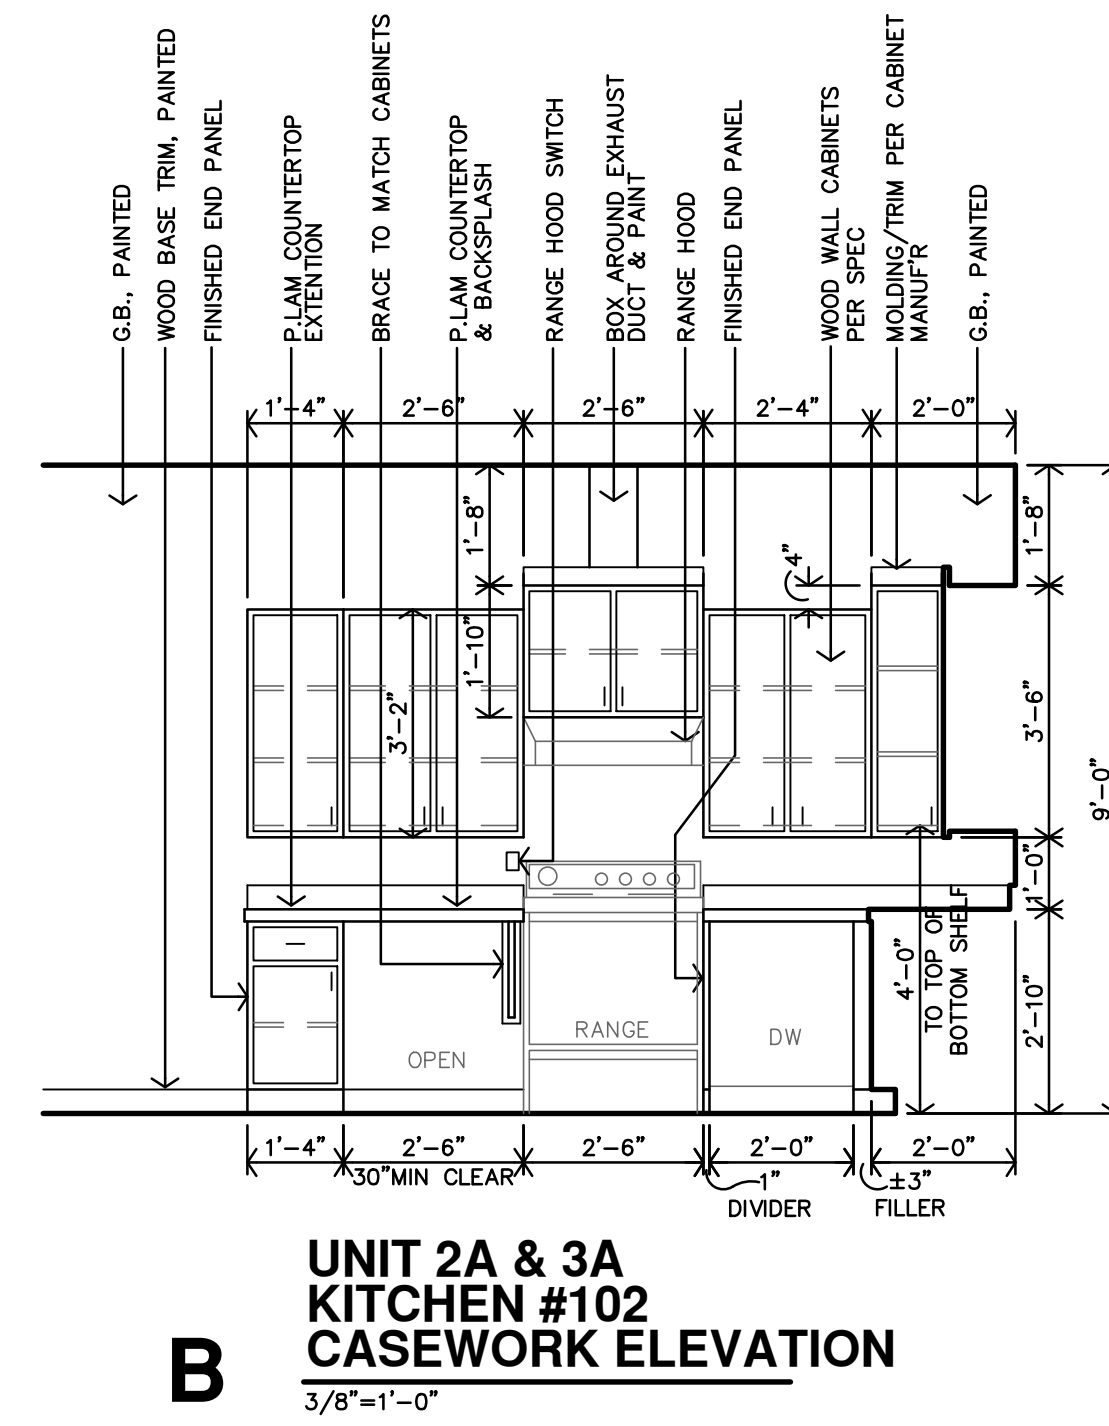 G.B., PAINTED
WOOD BASE TRIM, PAINTED
FINISHED END PANEL
P.LAM COUNTERTOP
EXTENTION
BRACE TO MATCH CABINETS
P.LAM COUNTERTOP
& BACKSPLASH
RANGE HOOD SWITCH
BOX AROUND EXHAUST
DUCT & PAINT
RANGE HOOD
FINISHED END PANEL
WOOD WALL CABINETS
PER SPEC
MOLDING/TRIM PER CABINET
MANUF'R
G.B., PAINTED
1'-4" 2'-6" 2'-6" 2'-4" 2'-0"
1'-8"
4"
1'-8"
1'-10"
3'-2"
3'-6"
9'-0"
1'-0"
4'-0"
TO TOP OF
BOTTOM SHELF
2'-10"
RANGE
DW
OPEN
1'-4" 2'-6" 2'-6" 2'-0" 2'-0"
30"MIN CLEAR
1"
DIVIDER
±3"
FILLER
UNIT 2A & 3A
KITCHEN #102
CASEWORK ELEVATION
B
3/8"=1'-0"